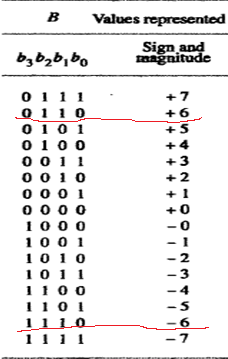 B Values represented
b3b2b1b0 Sign and magnitude
0 1 1 1 +7
0 1 1 0 +6
0 1 0 1 +5
0 1 0 0 +4
0 0 1 1 +3
0 0 1 0 +2
0 0 0 1 +1
0 0 0 0 +0
1 0 0 0 -0
1 0 0 1 -1
1 0 1 0 -2
1 0 1 1 -3
1 1 0 0 -4
1 1 0 1 -5
1 1 1 0 -6
1 1 1 1 -7